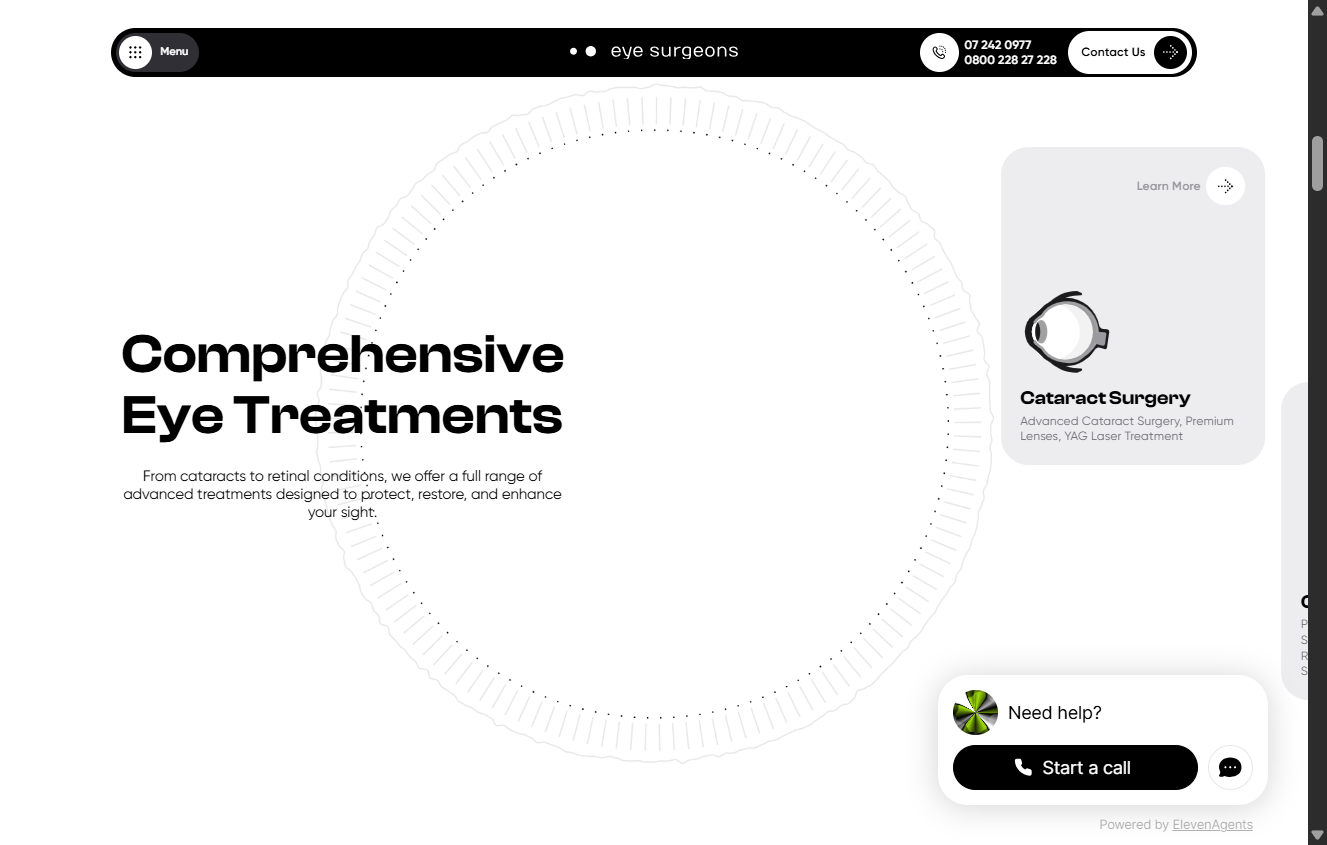 Menu
eye surgeons
07 242 0977
0800 228 27 228
Contact Us
Learn More
Comprehensive
Eye Treatments
From cataracts to retinal conditions, we offer a full range of
advanced treatments designed to protect, restore, and enhance
your sight.
Cataract Surgery
Advanced Cataract Surgery, Premium
Lenses, YAG Laser Treatment
Need help?
Start a call
Powered by ElevenAgents